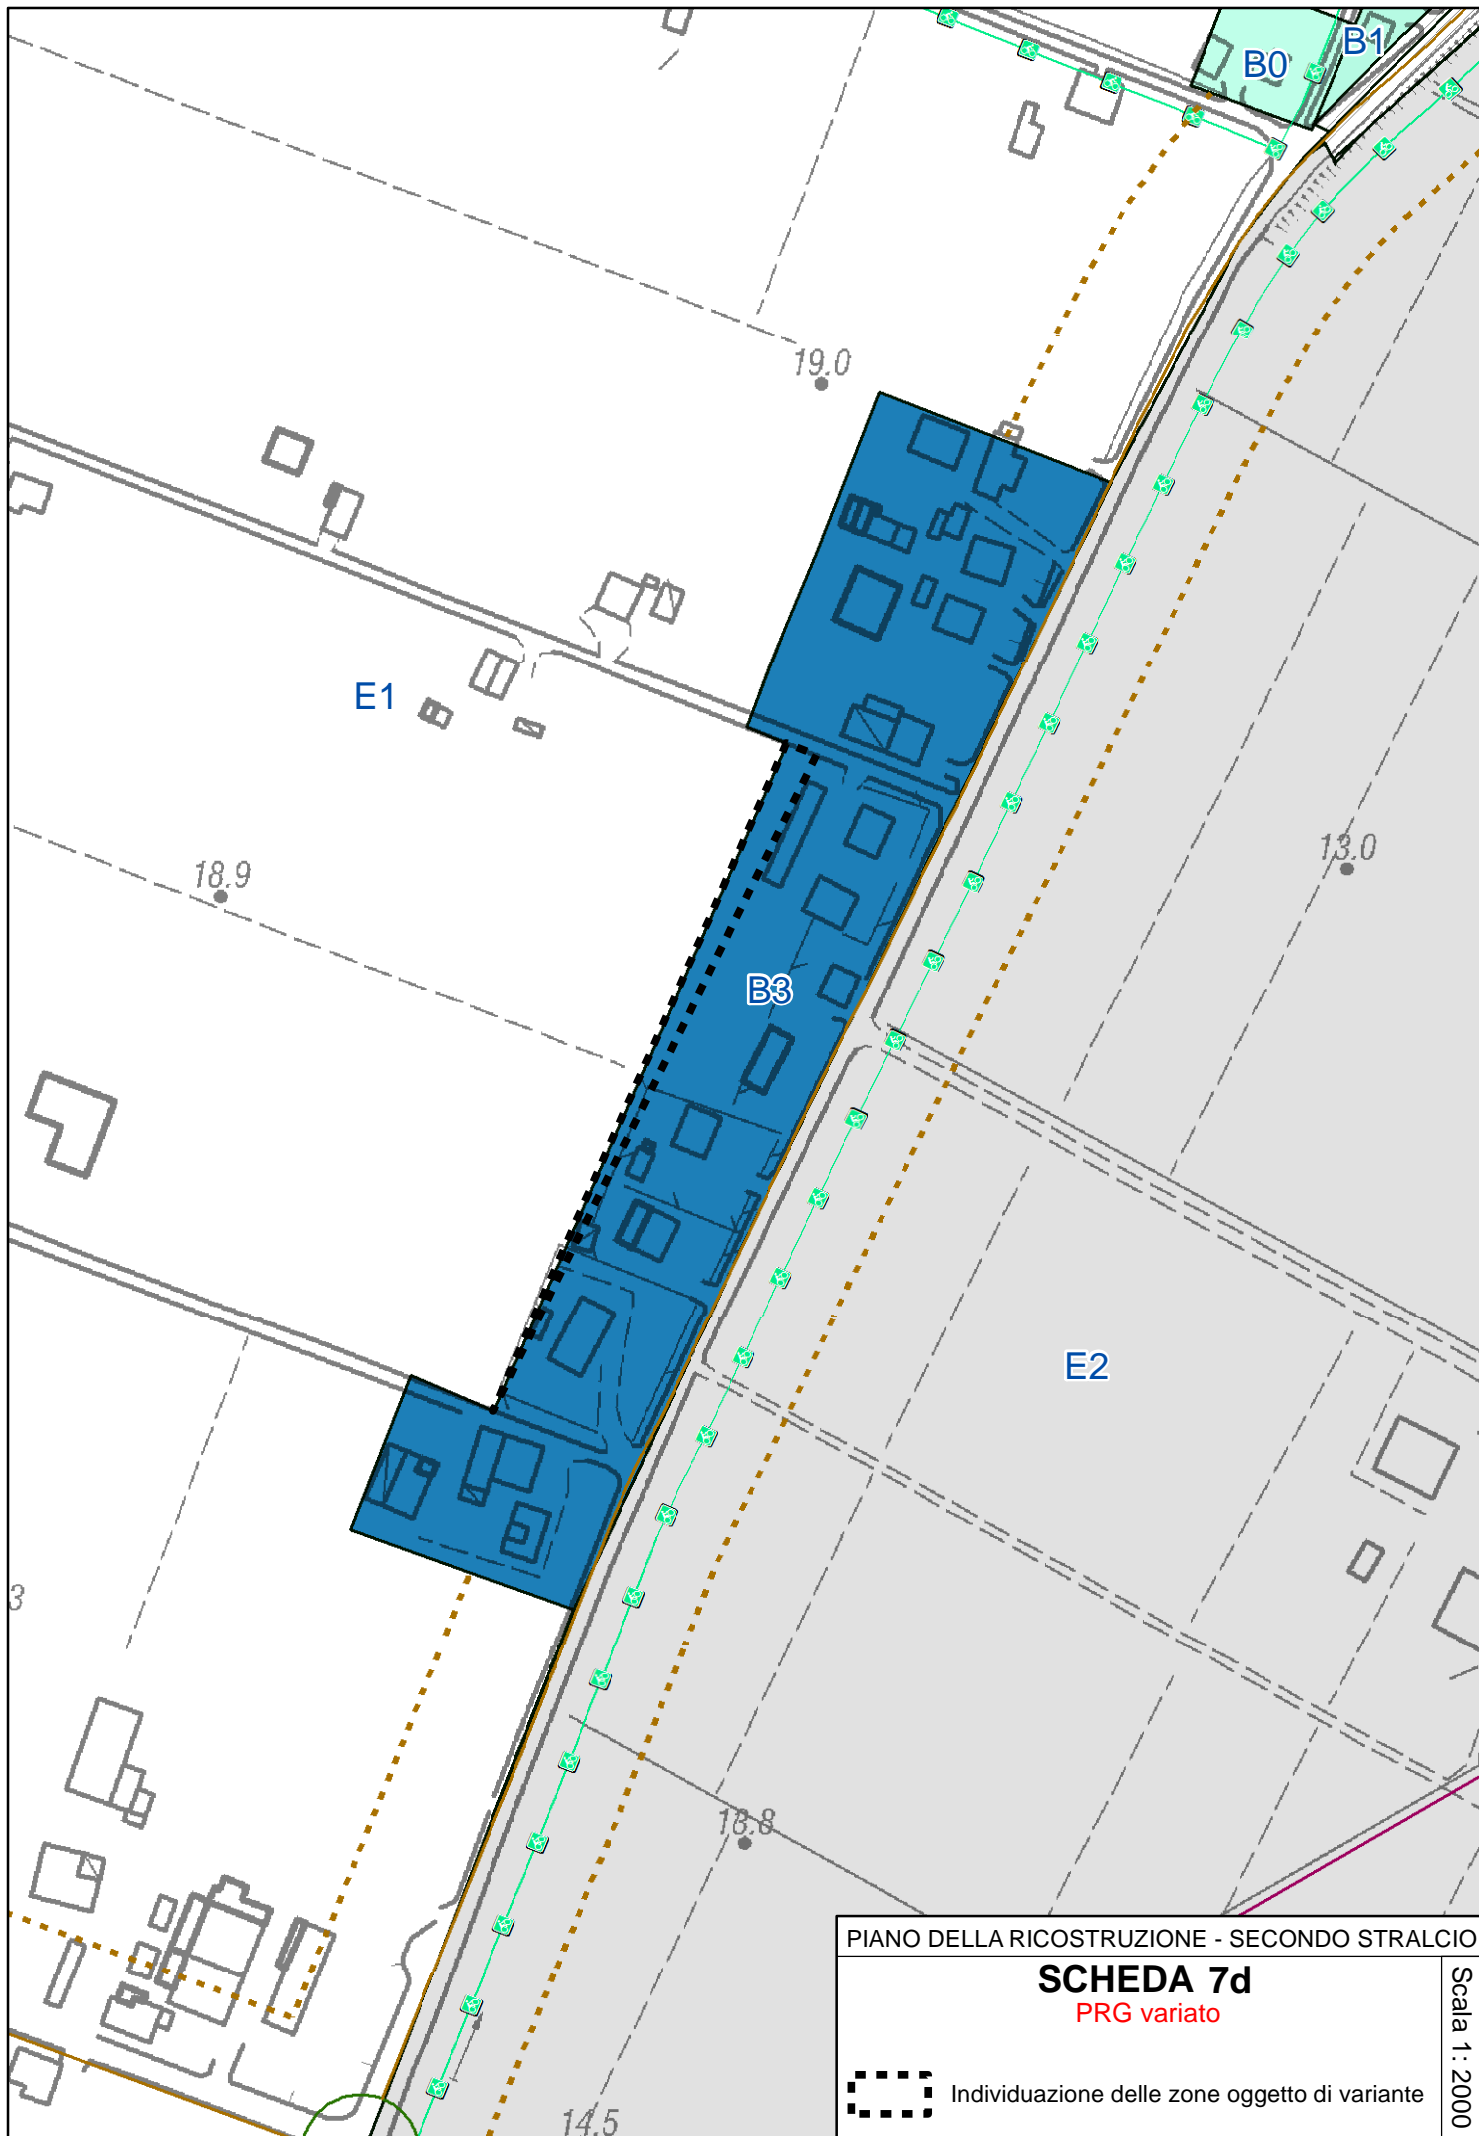 B0
B1
19.0
E1
18.9
13.0
B3
E2
3
13.8
14.5
PIANO DELLA RICOSTRUZIONE - SECONDO STRALCIO
SCHEDA 7d
PRG variato
Individuazione delle zone oggetto di variante
Scala 1: 2000